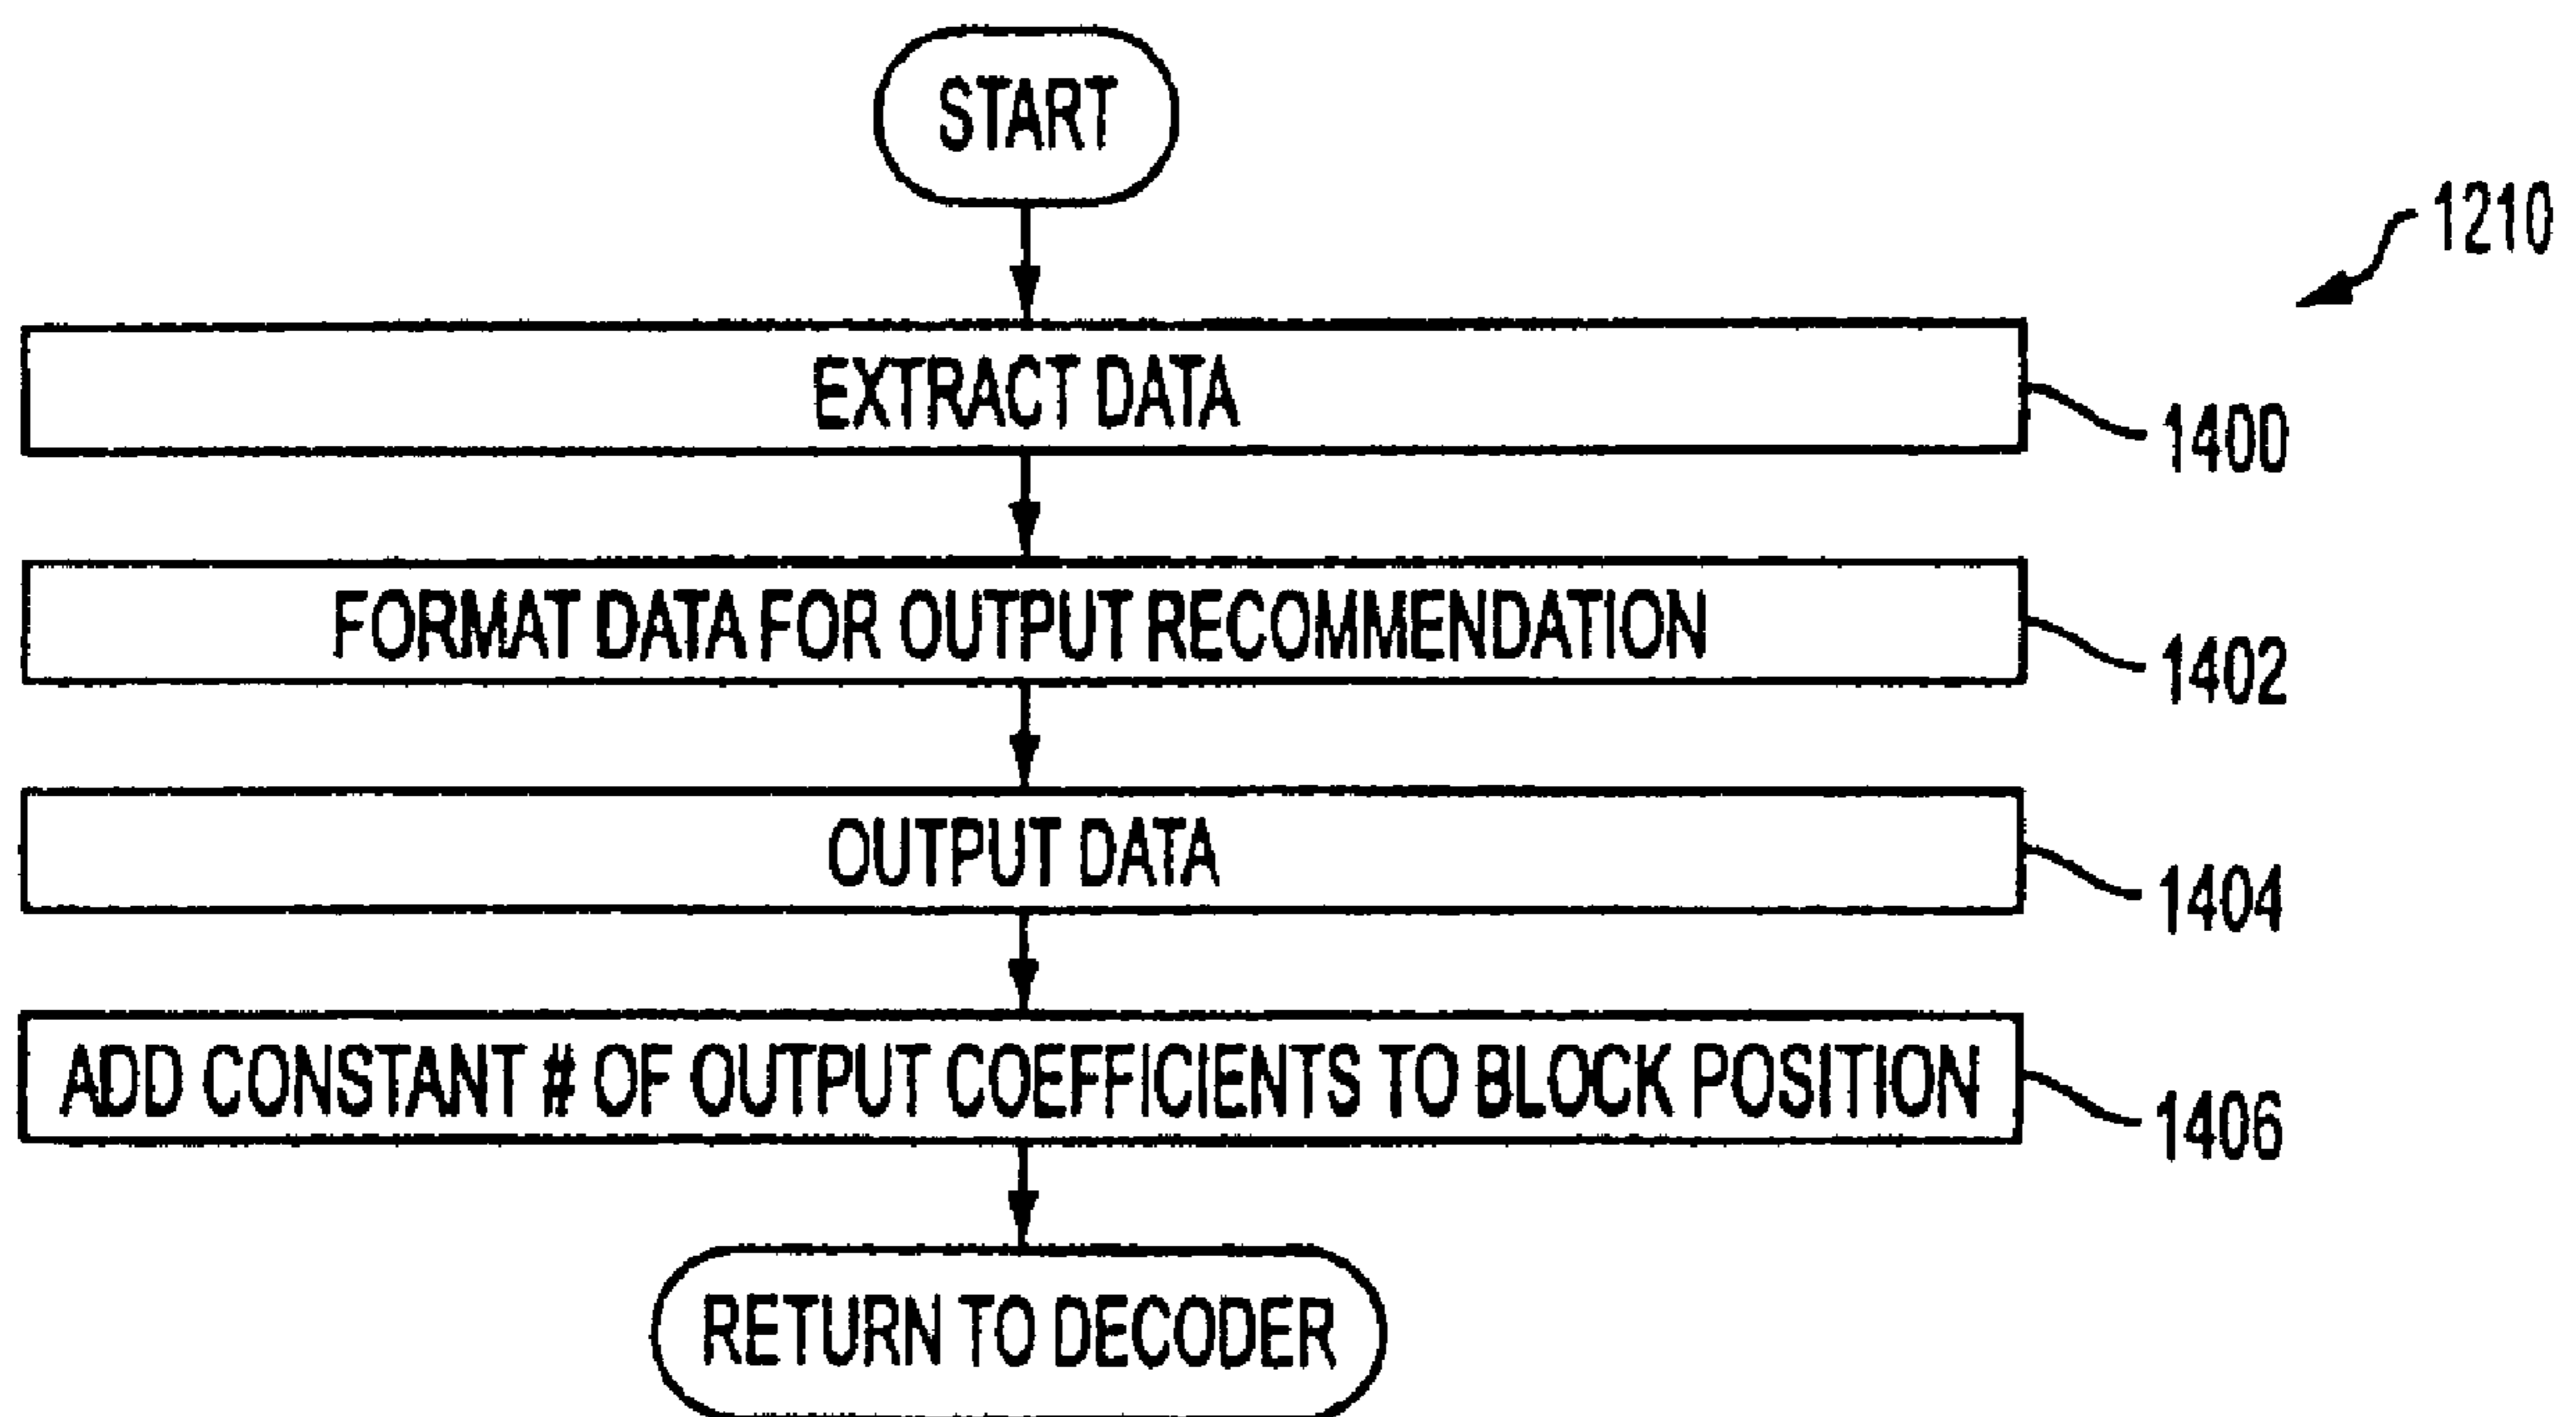 START
1210
EXTRACT DATA
1400
FORMAT DATA FOR OUTPUT RECOMMENDATION
1402
OUTPUT DATA
1404
ADD CONSTANT # OF OUTPUT COEFFICIENTS TO BLOCK POSITION
1406
RETURN TO DECODER